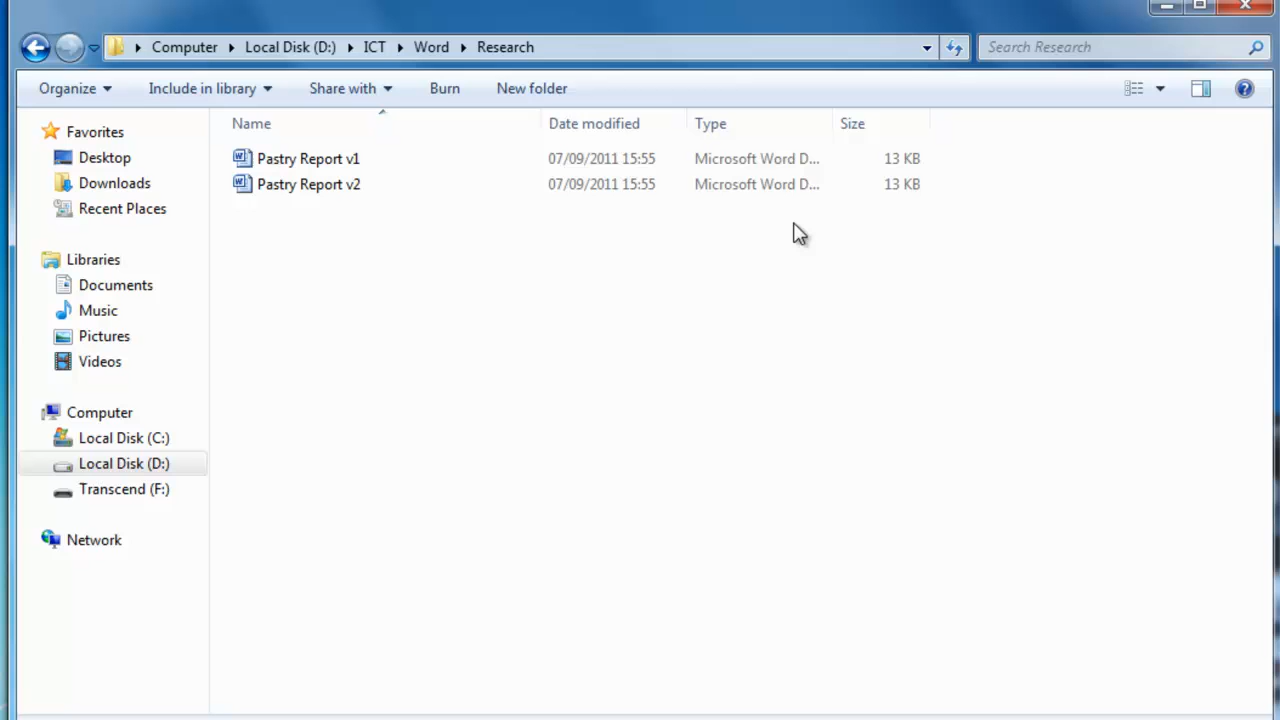 Computer Local Disk (D:) ICT Word Research
Search Research
Organize Include in library Share with Burn New folder
Name Date modified Type Size
Pastry Report v1 07/09/2011 15:55 Microsoft Word D... 13 KB
Pastry Report v2 07/09/2011 15:55 Microsoft Word D... 13 KB
Favorites
Desktop
Downloads
Recent Places
Libraries
Documents
Music
Pictures
Videos
Computer
Local Disk (C:)
Local Disk (D:)
Transcend (F:)
Network